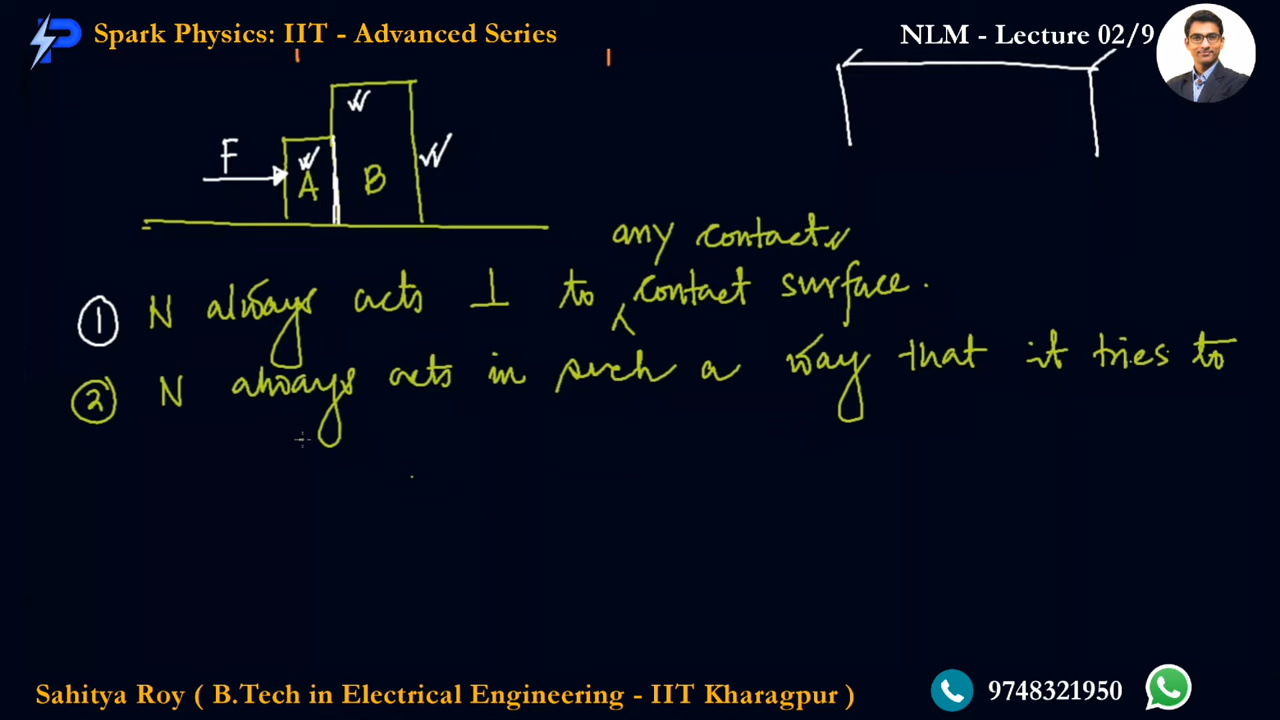 Spark Physics: IIT - Advanced Series
NLM - Lecture 02/9
F
A
B
any contact
① N always acts ⊥ to ^ contact surface.
② N always acts in such a way that it tries to
Sahitya Roy ( B.Tech in Electrical Engineering - IIT Kharagpur )
9748321950